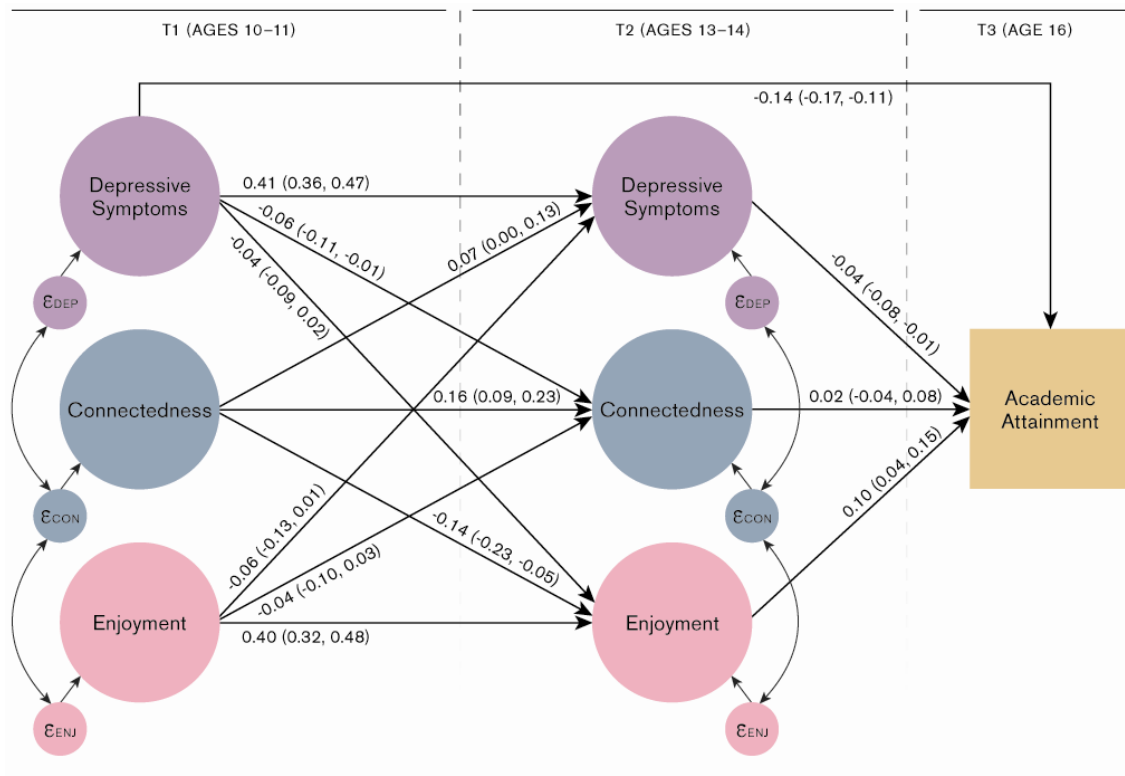 T1 (AGES 10–11)
T2 (AGES 13–14)
T3 (AGE 16)
-0.14 (-0.17, -0.11)
Depressive
Symptoms
0.41 (0.36, 0.47)
-0.06 (-0.11, -0.01)
-0.04 (-0.09, 0.02)
0.07 (0.00, 0.13)
Depressive
Symptoms
-0.04 (-0.08, -0.01)
εDEP
εDEP
Connectedness
0.16 (0.09, 0.23)
Connectedness
0.02 (-0.04, 0.08)
Academic
Attainment
0.10 (0.04, 0.15)
εCON
εCON
-0.06 (-0.13, 0.01)
-0.04 (-0.10, 0.03)
-0.14 (-0.23, -0.05)
Enjoyment
0.40 (0.32, 0.48)
Enjoyment
εENJ
εENJ